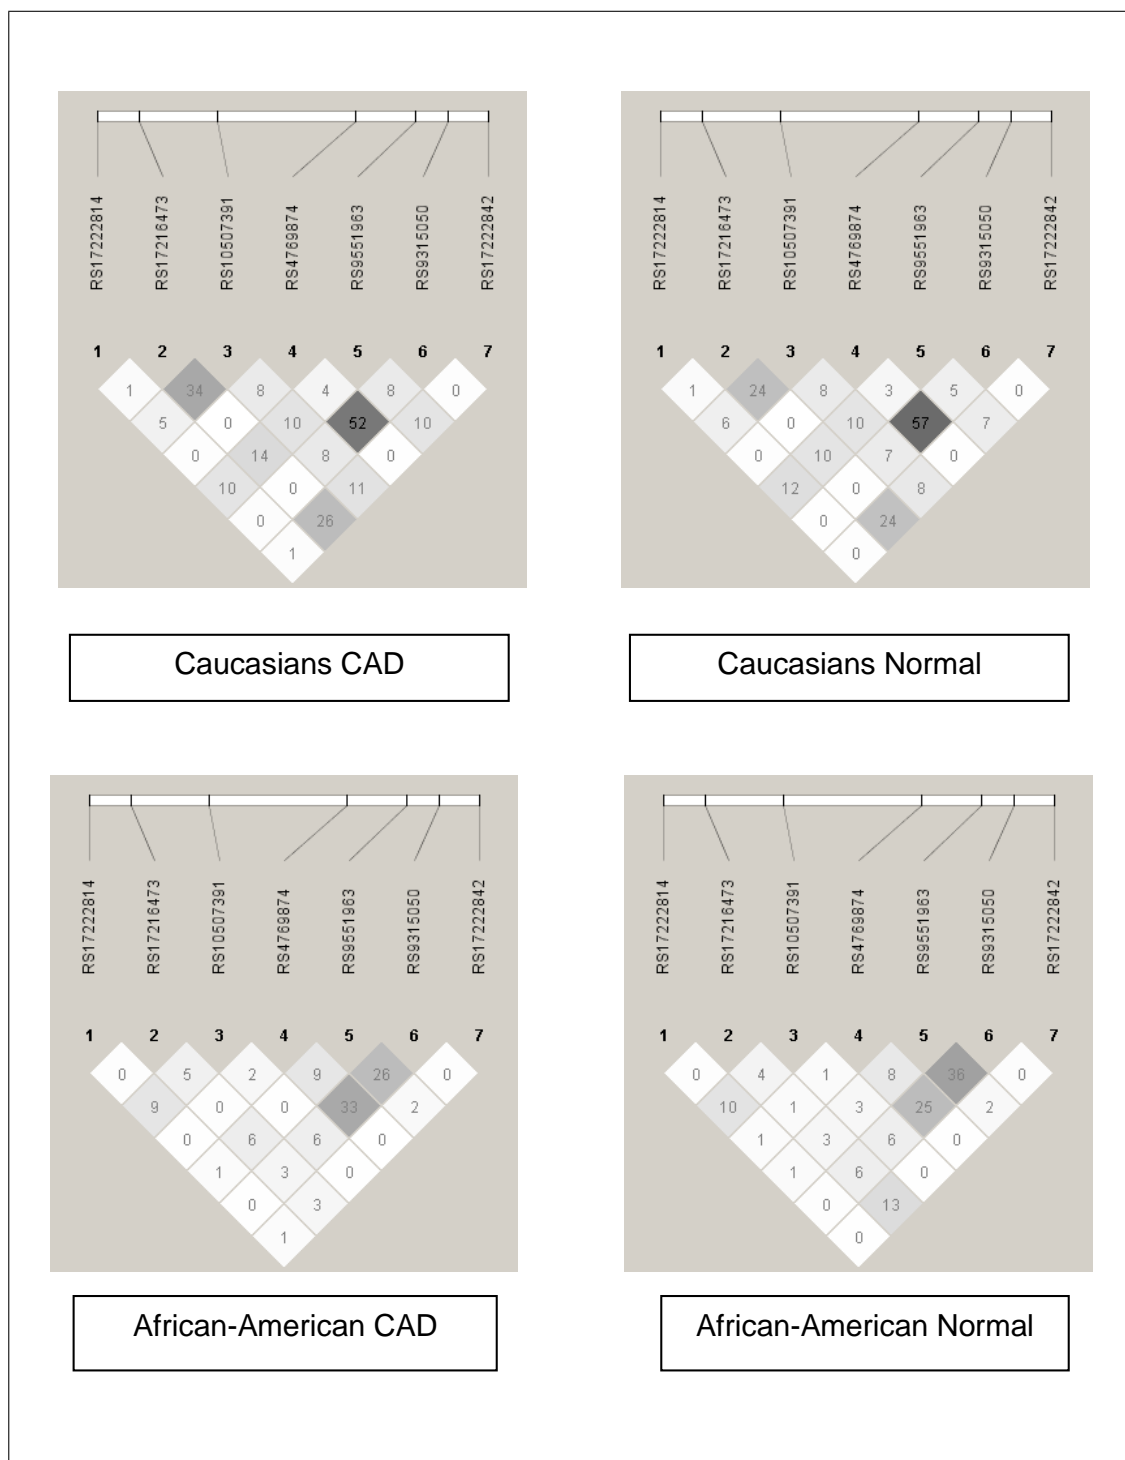 RS17222814 RS17216473 RS10507391 RS4769874 RS9551963 RS9315050 RS17222842
1 2 3 4 5 6 7
1 34 8 4 8 0
5 0 10 52 10
0 14 8 0
10 0 11
0 26
1
Caucasians CAD
RS17222814 RS17216473 RS10507391 RS4769874 RS9551963 RS9315050 RS17222842
1 2 3 4 5 6 7
1 24 8 3 5 0
6 0 10 57 7
0 10 7 0
12 0 8
0 24
0
Caucasians Normal
RS17222814 RS17216473 RS10507391 RS4769874 RS9551963 RS9315050 RS17222842
1 2 3 4 5 6 7
0 5 2 9 26 0
9 0 0 33 2
0 6 6 0
1 3 0
0 3
1
African-American CAD
RS17222814 RS17216473 RS10507391 RS4769874 RS9551963 RS9315050 RS17222842
1 2 3 4 5 6 7
0 4 1 8 36 0
10 1 3 25 2
1 3 6 0
1 6 0
0 13
0
African-American Normal